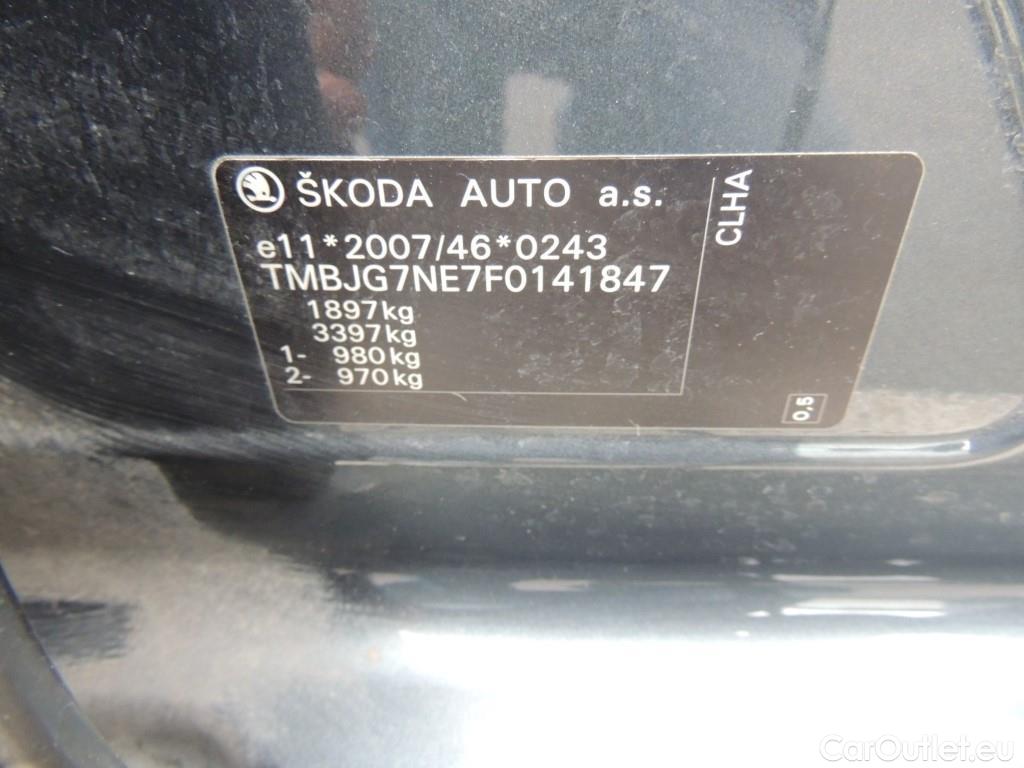 ŠKODA AUTO a.s.
CLHA
e11*2007/46*0243
TMBJG7NE7F0141847
1897kg
3397kg
1- 980kg
2- 970kg
0,5
CarOutlet.eu